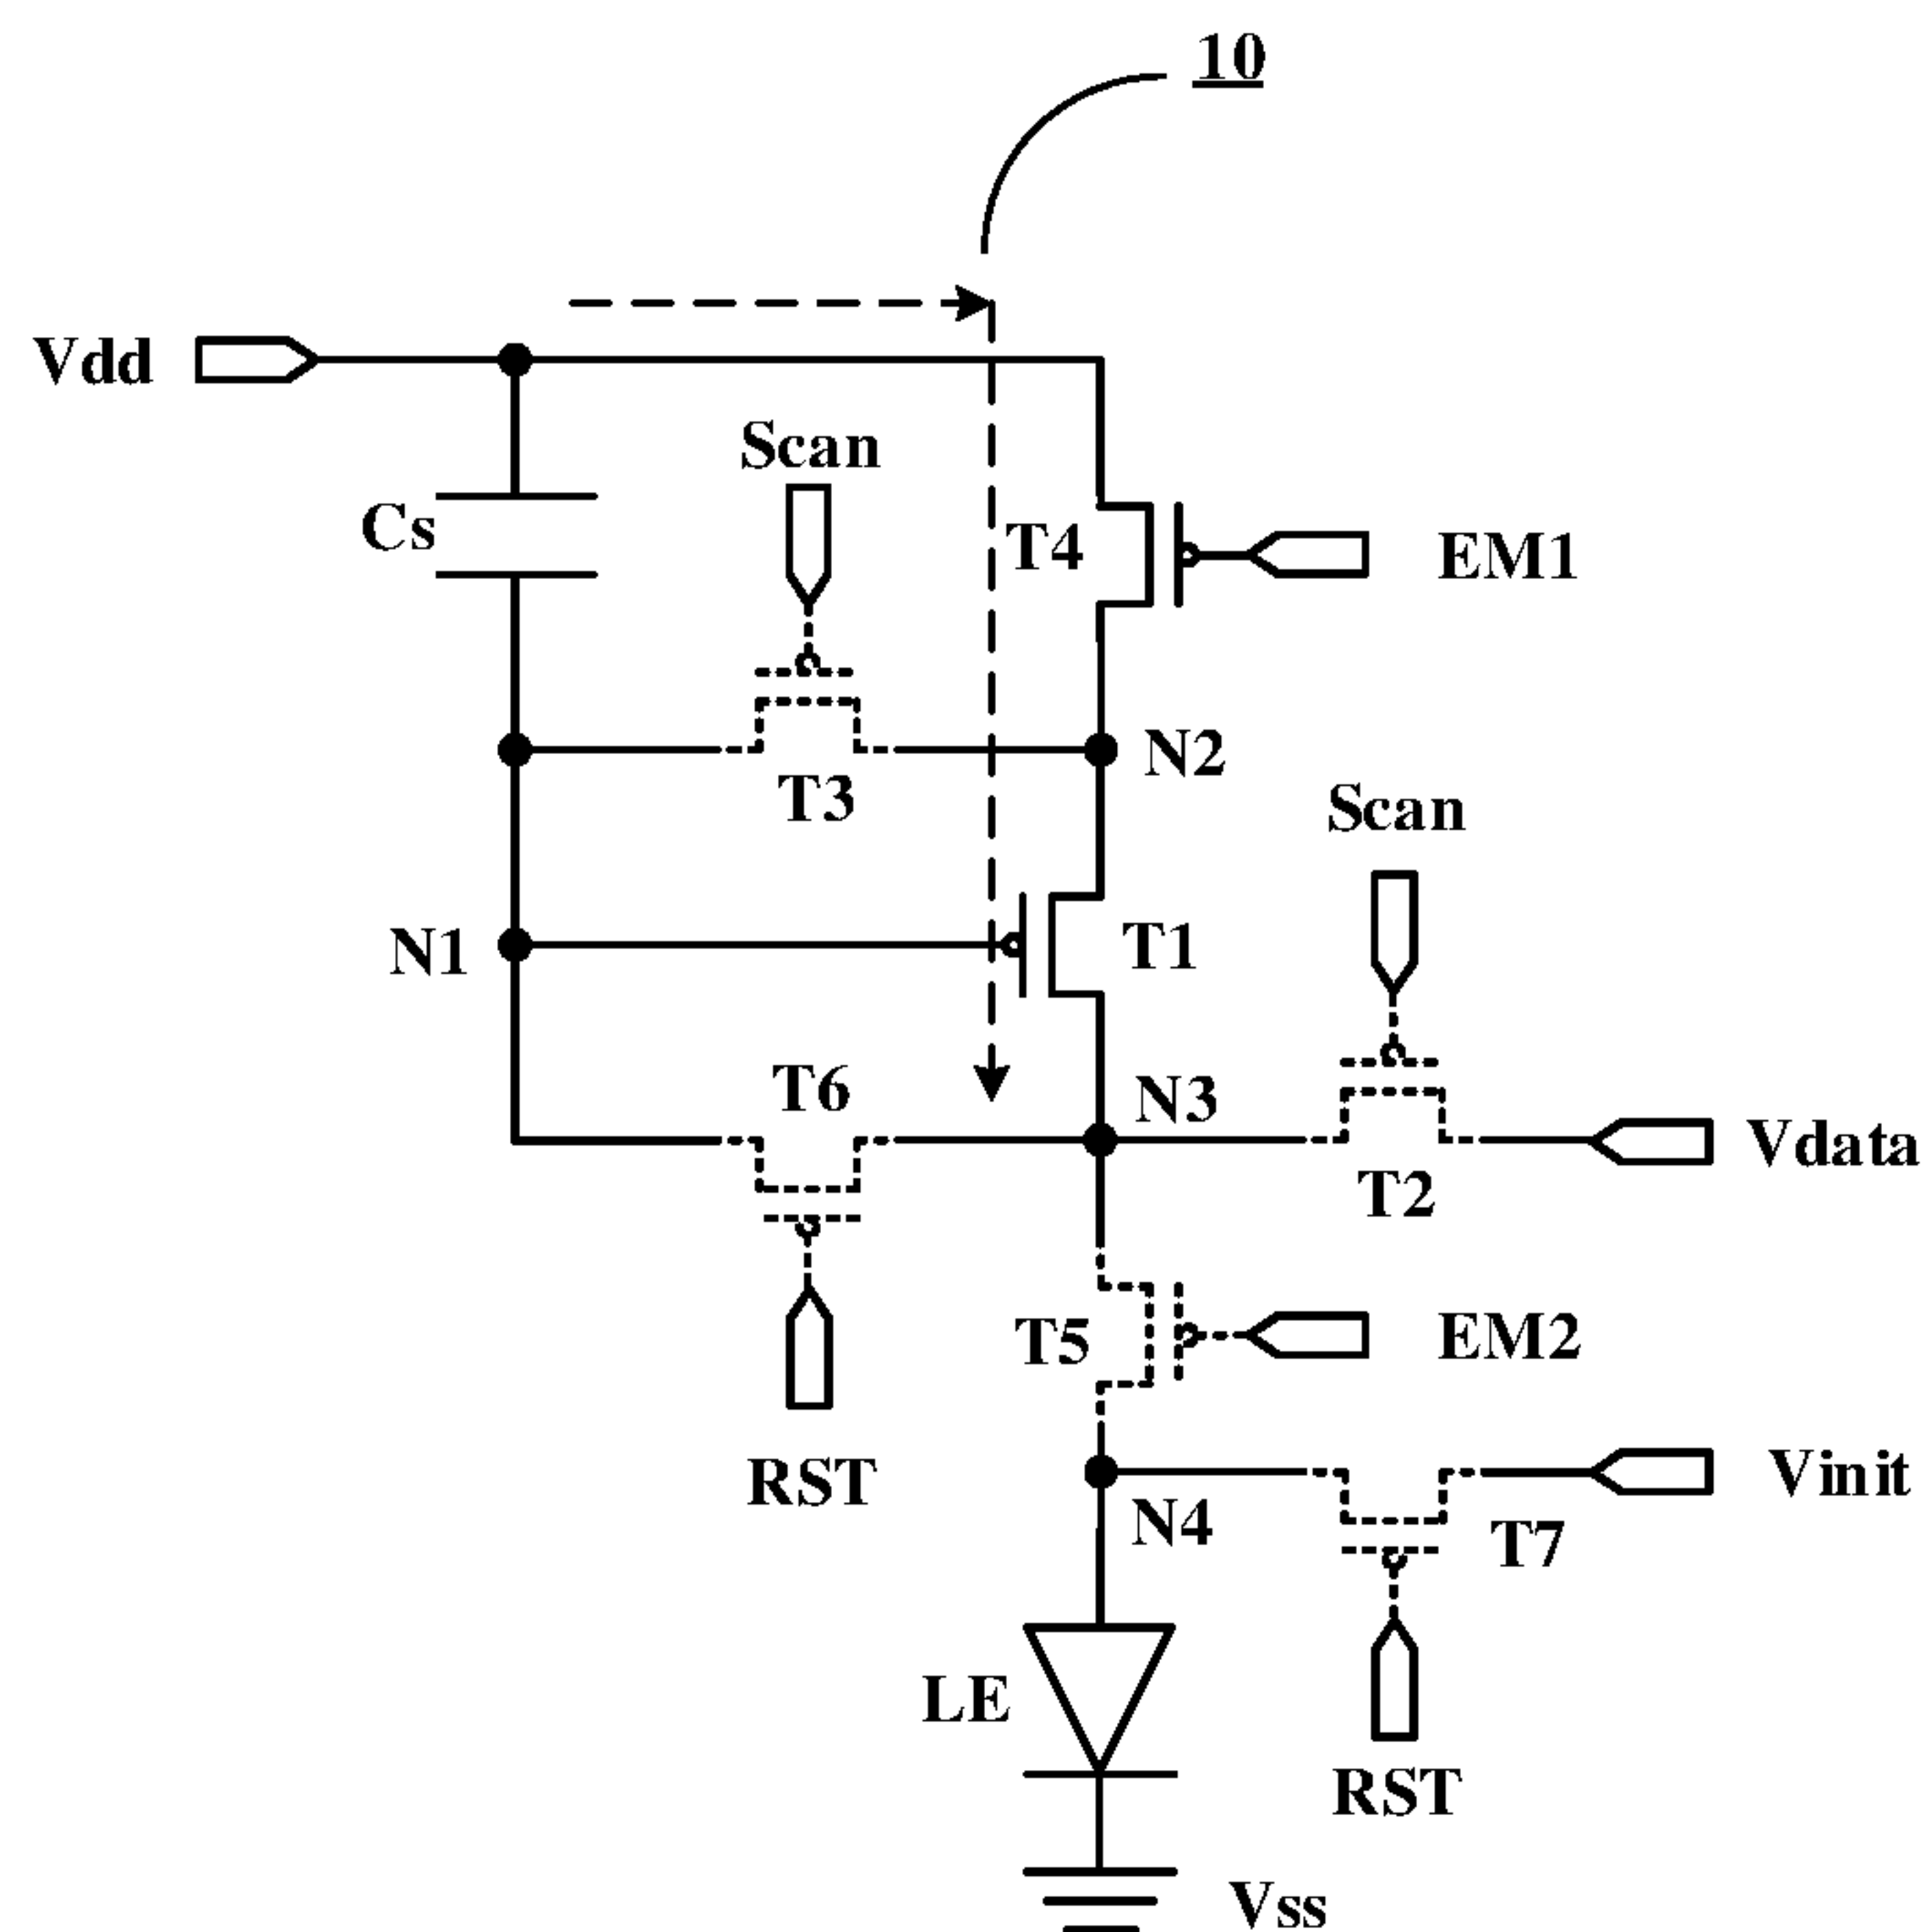 10
Vdd
Scan
Cs
T4
EM1
N2
T3
Scan
N1
T1
T6
N3
Vdata
T2
T5
EM2
RST
Vinit
N4
T7
LE
RST
Vss